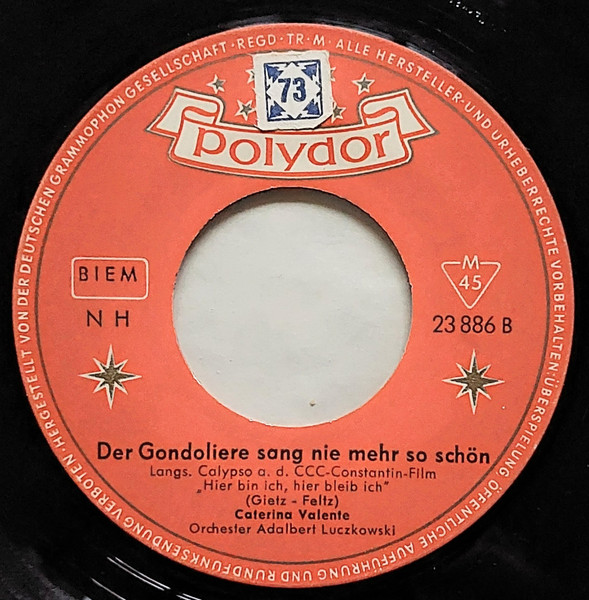 HERGESTELLT VON DER DEUTSCHEN GRAMMOPHON GESELLSCHAFT · REGD · TR · M · ALLE HERSTELLER- UND URHEBERRECHTE VORBEHALTEN · ÜBERSPIELUNG ÖFFENTLICHE AUFFÜHRUNG UND RUNDFUNKSENDUNG VERBOTEN ·
73
polydor
BIEM
M
45
NH
23 886 B
Der Gondoliere sang nie mehr so schön
Langs. Calypso a. d. CCC-Constantin-Film
„Hier bin ich, hier bleib ich"
(Gietz - Feltz)
Caterina Valente
Orchester Adalbert Luczkowski